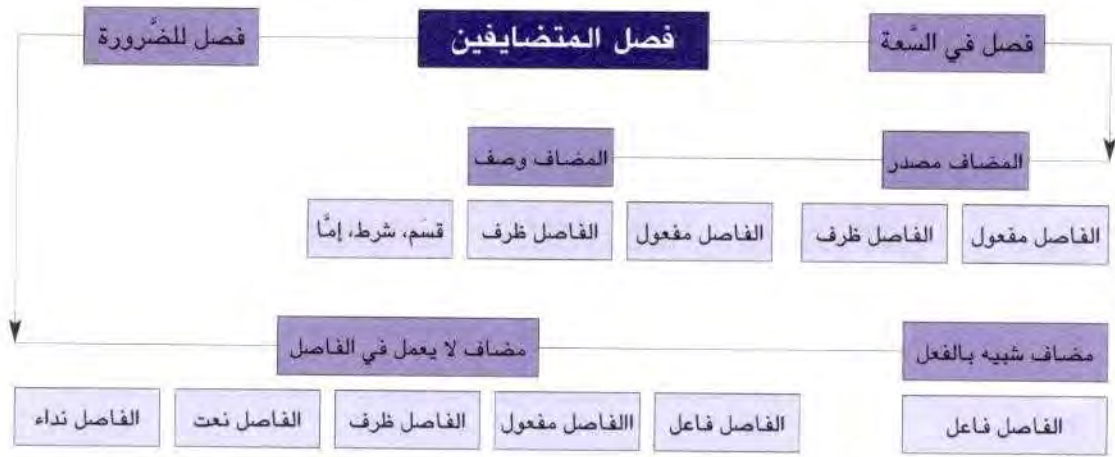 فصل المتضايفين
فصل في السَّعة
فصل للضَّرورة
المضاف مصدر
المضاف وصف
الفاصل مفعول
الفاصل ظرف
الفاصل مفعول
الفاصل ظرف
قسَم، شرط، إمَّا
مضاف شبيه بالفعل
مضاف لا يعمل في الفاصل
الفاصل فاعل
الفاصل فاعل
االفاصل مفعول
الفاصل ظرف
الفاصل نعت
الفاصل نداء